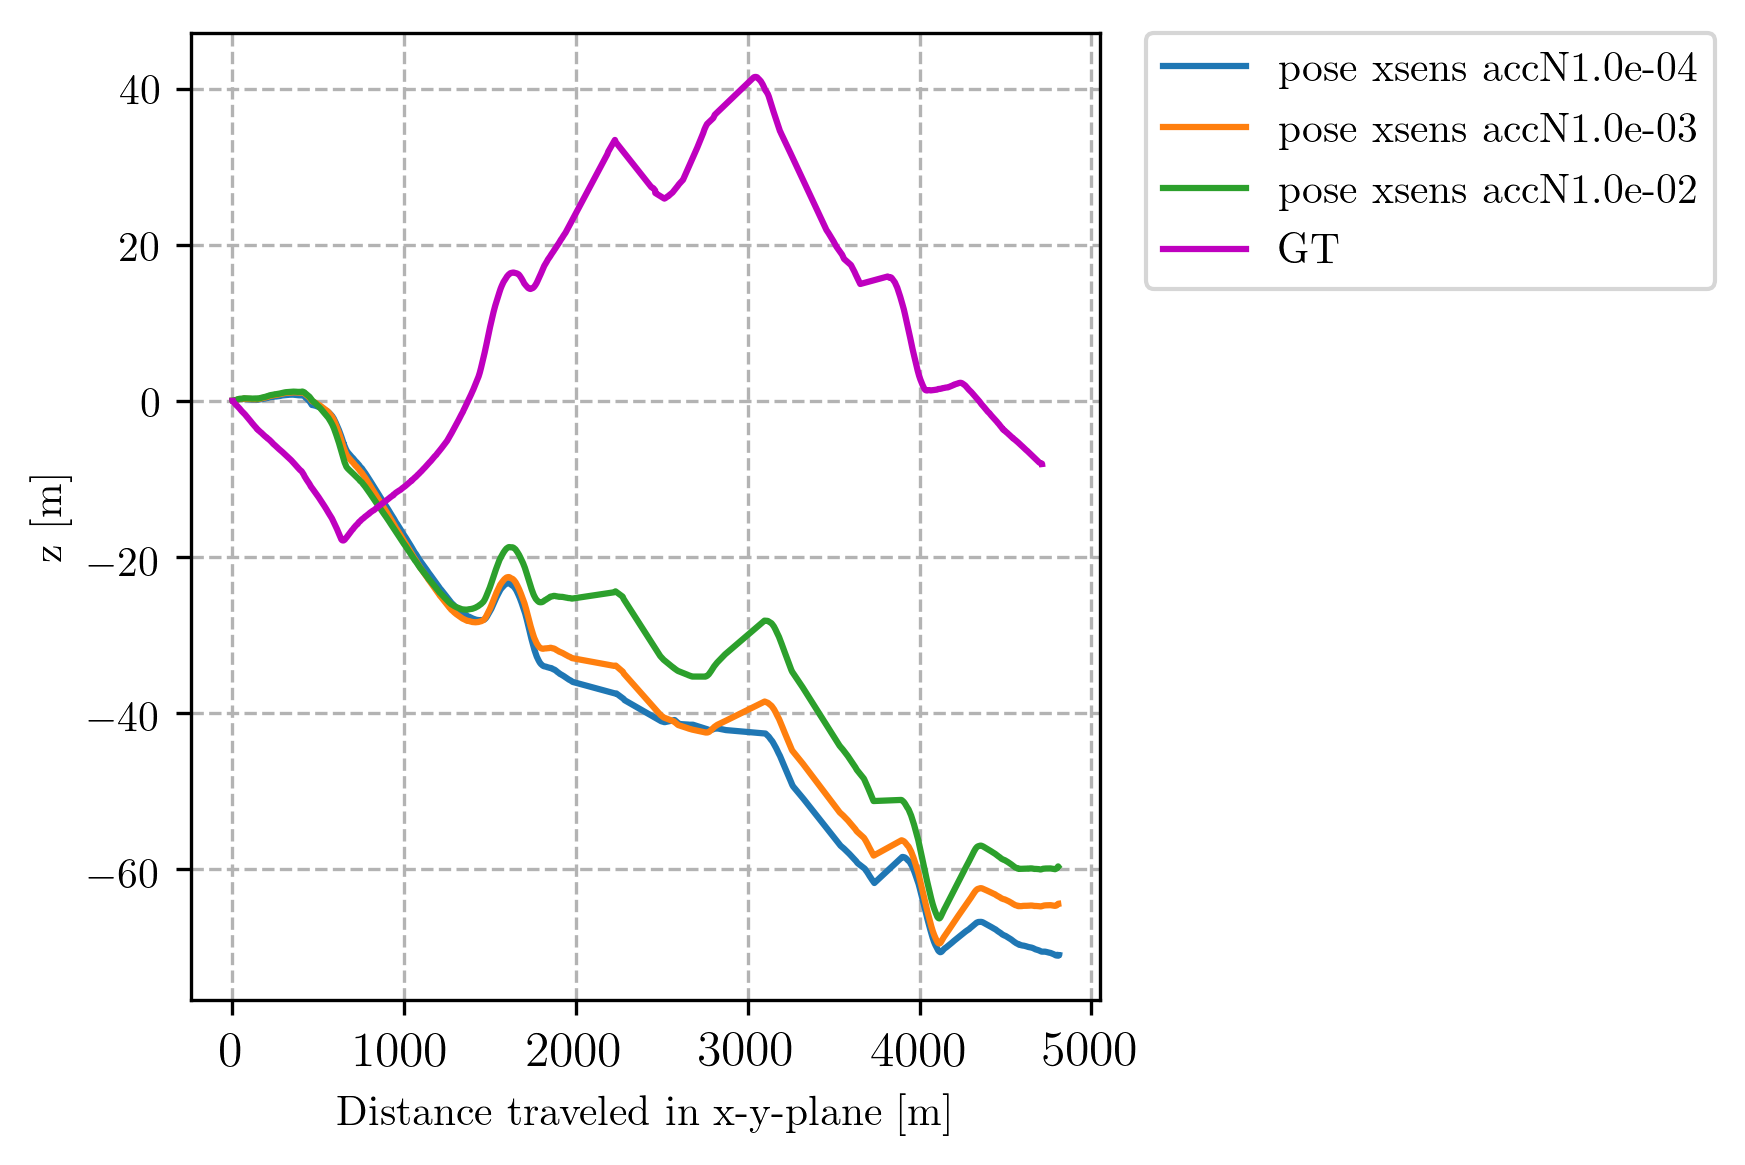 pose xsens accN1.0e-04
pose xsens accN1.0e-03
pose xsens accN1.0e-02
GT
40
20
0
−20
−40
−60
z [m]
0 1000 2000 3000 4000 5000
Distance traveled in x-y-plane [m]